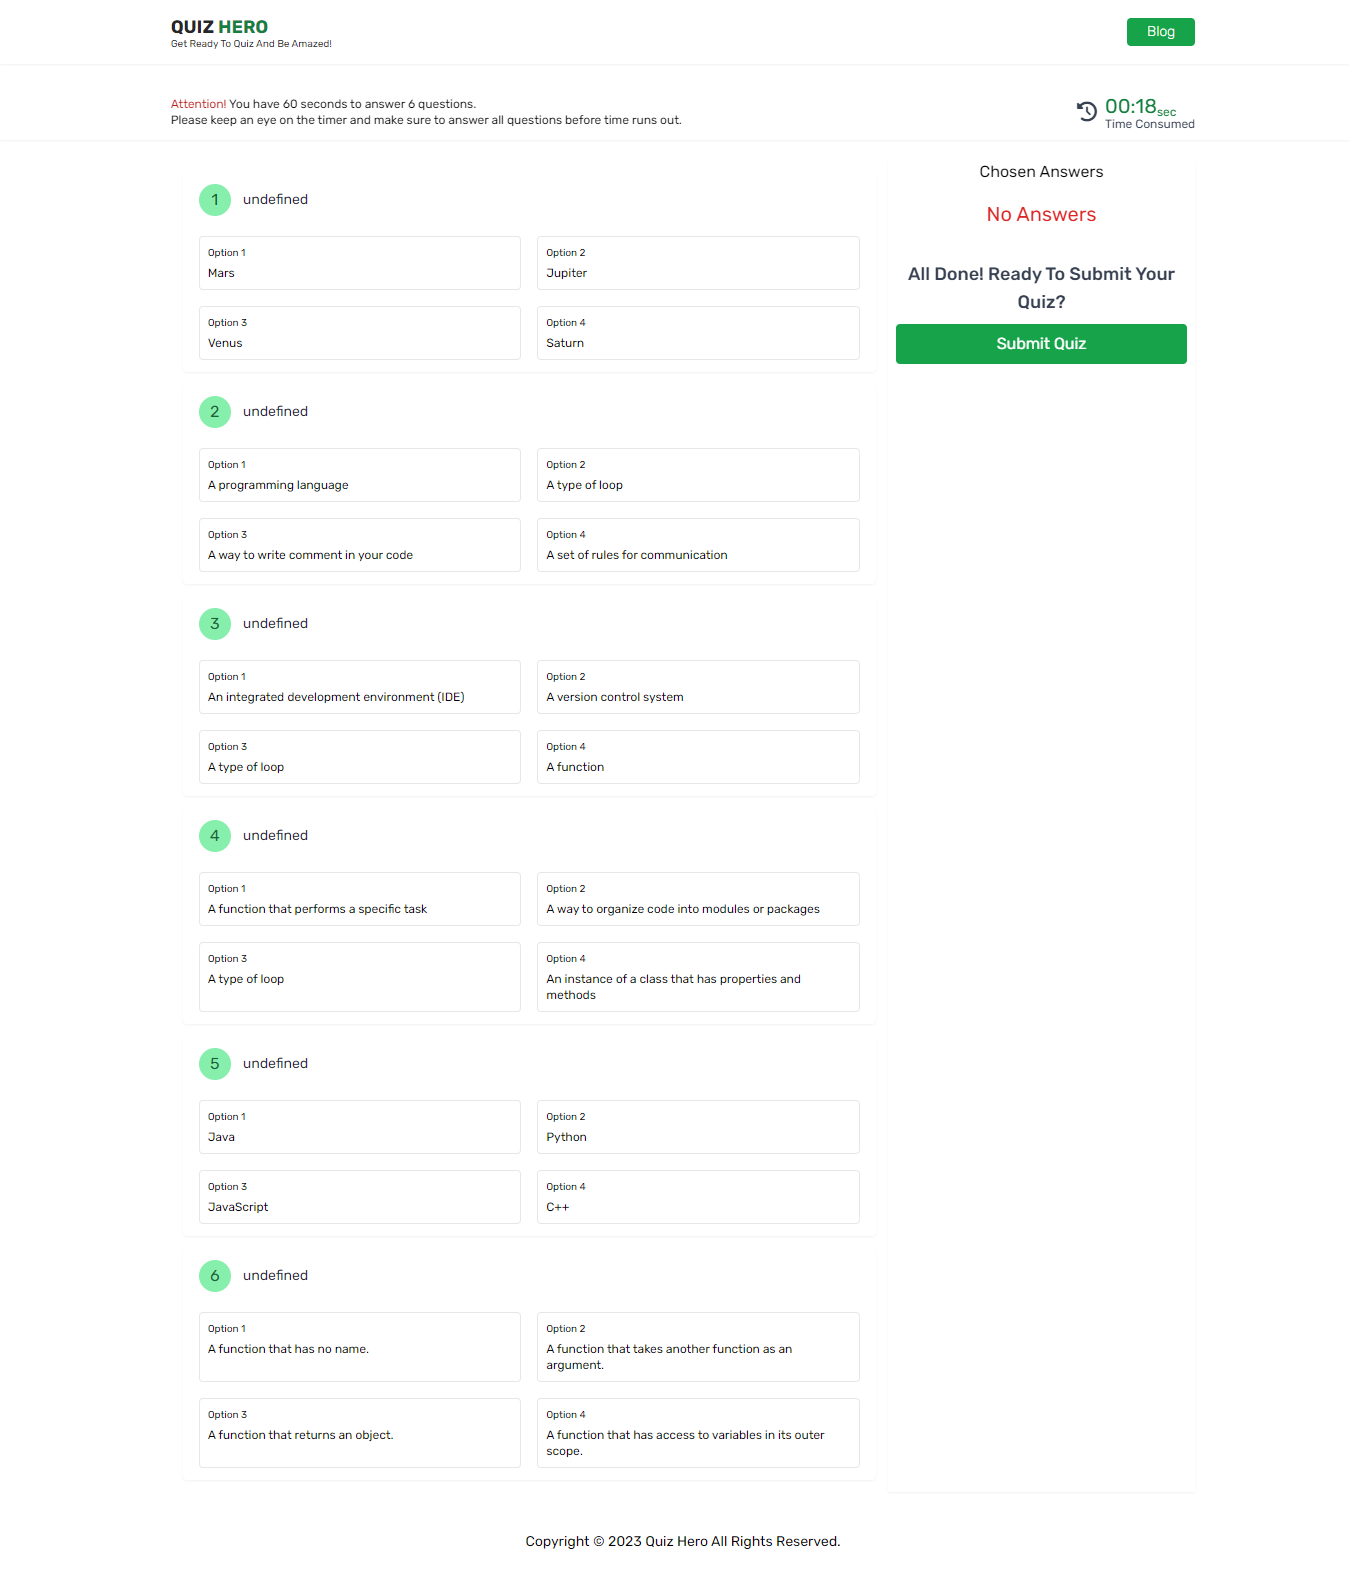 QUIZ HERO
Get Ready To Quiz And Be Amazed!
Blog
Attention! You have 60 seconds to answer 6 questions.
Please keep an eye on the timer and make sure to answer all questions before time runs out.
00:18sec
Time Consumed
1 undefined
Option 1
Mars
Option 2
Jupiter
Option 3
Venus
Option 4
Saturn
2 undefined
Option 1
A programming language
Option 2
A type of loop
Option 3
A way to write comment in your code
Option 4
A set of rules for communication
3 undefined
Option 1
An integrated development environment (IDE)
Option 2
A version control system
Option 3
A type of loop
Option 4
A function
4 undefined
Option 1
A function that performs a specific task
Option 2
A way to organize code into modules or packages
Option 3
A type of loop
Option 4
An instance of a class that has properties and
methods
5 undefined
Option 1
Java
Option 2
Python
Option 3
JavaScript
Option 4
C++
6 undefined
Option 1
A function that has no name.
Option 2
A function that takes another function as an
argument.
Option 3
A function that returns an object.
Option 4
A function that has access to variables in its outer
scope.
Chosen Answers
No Answers
All Done! Ready To Submit Your
Quiz?
Submit Quiz
Copyright © 2023 Quiz Hero All Rights Reserved.